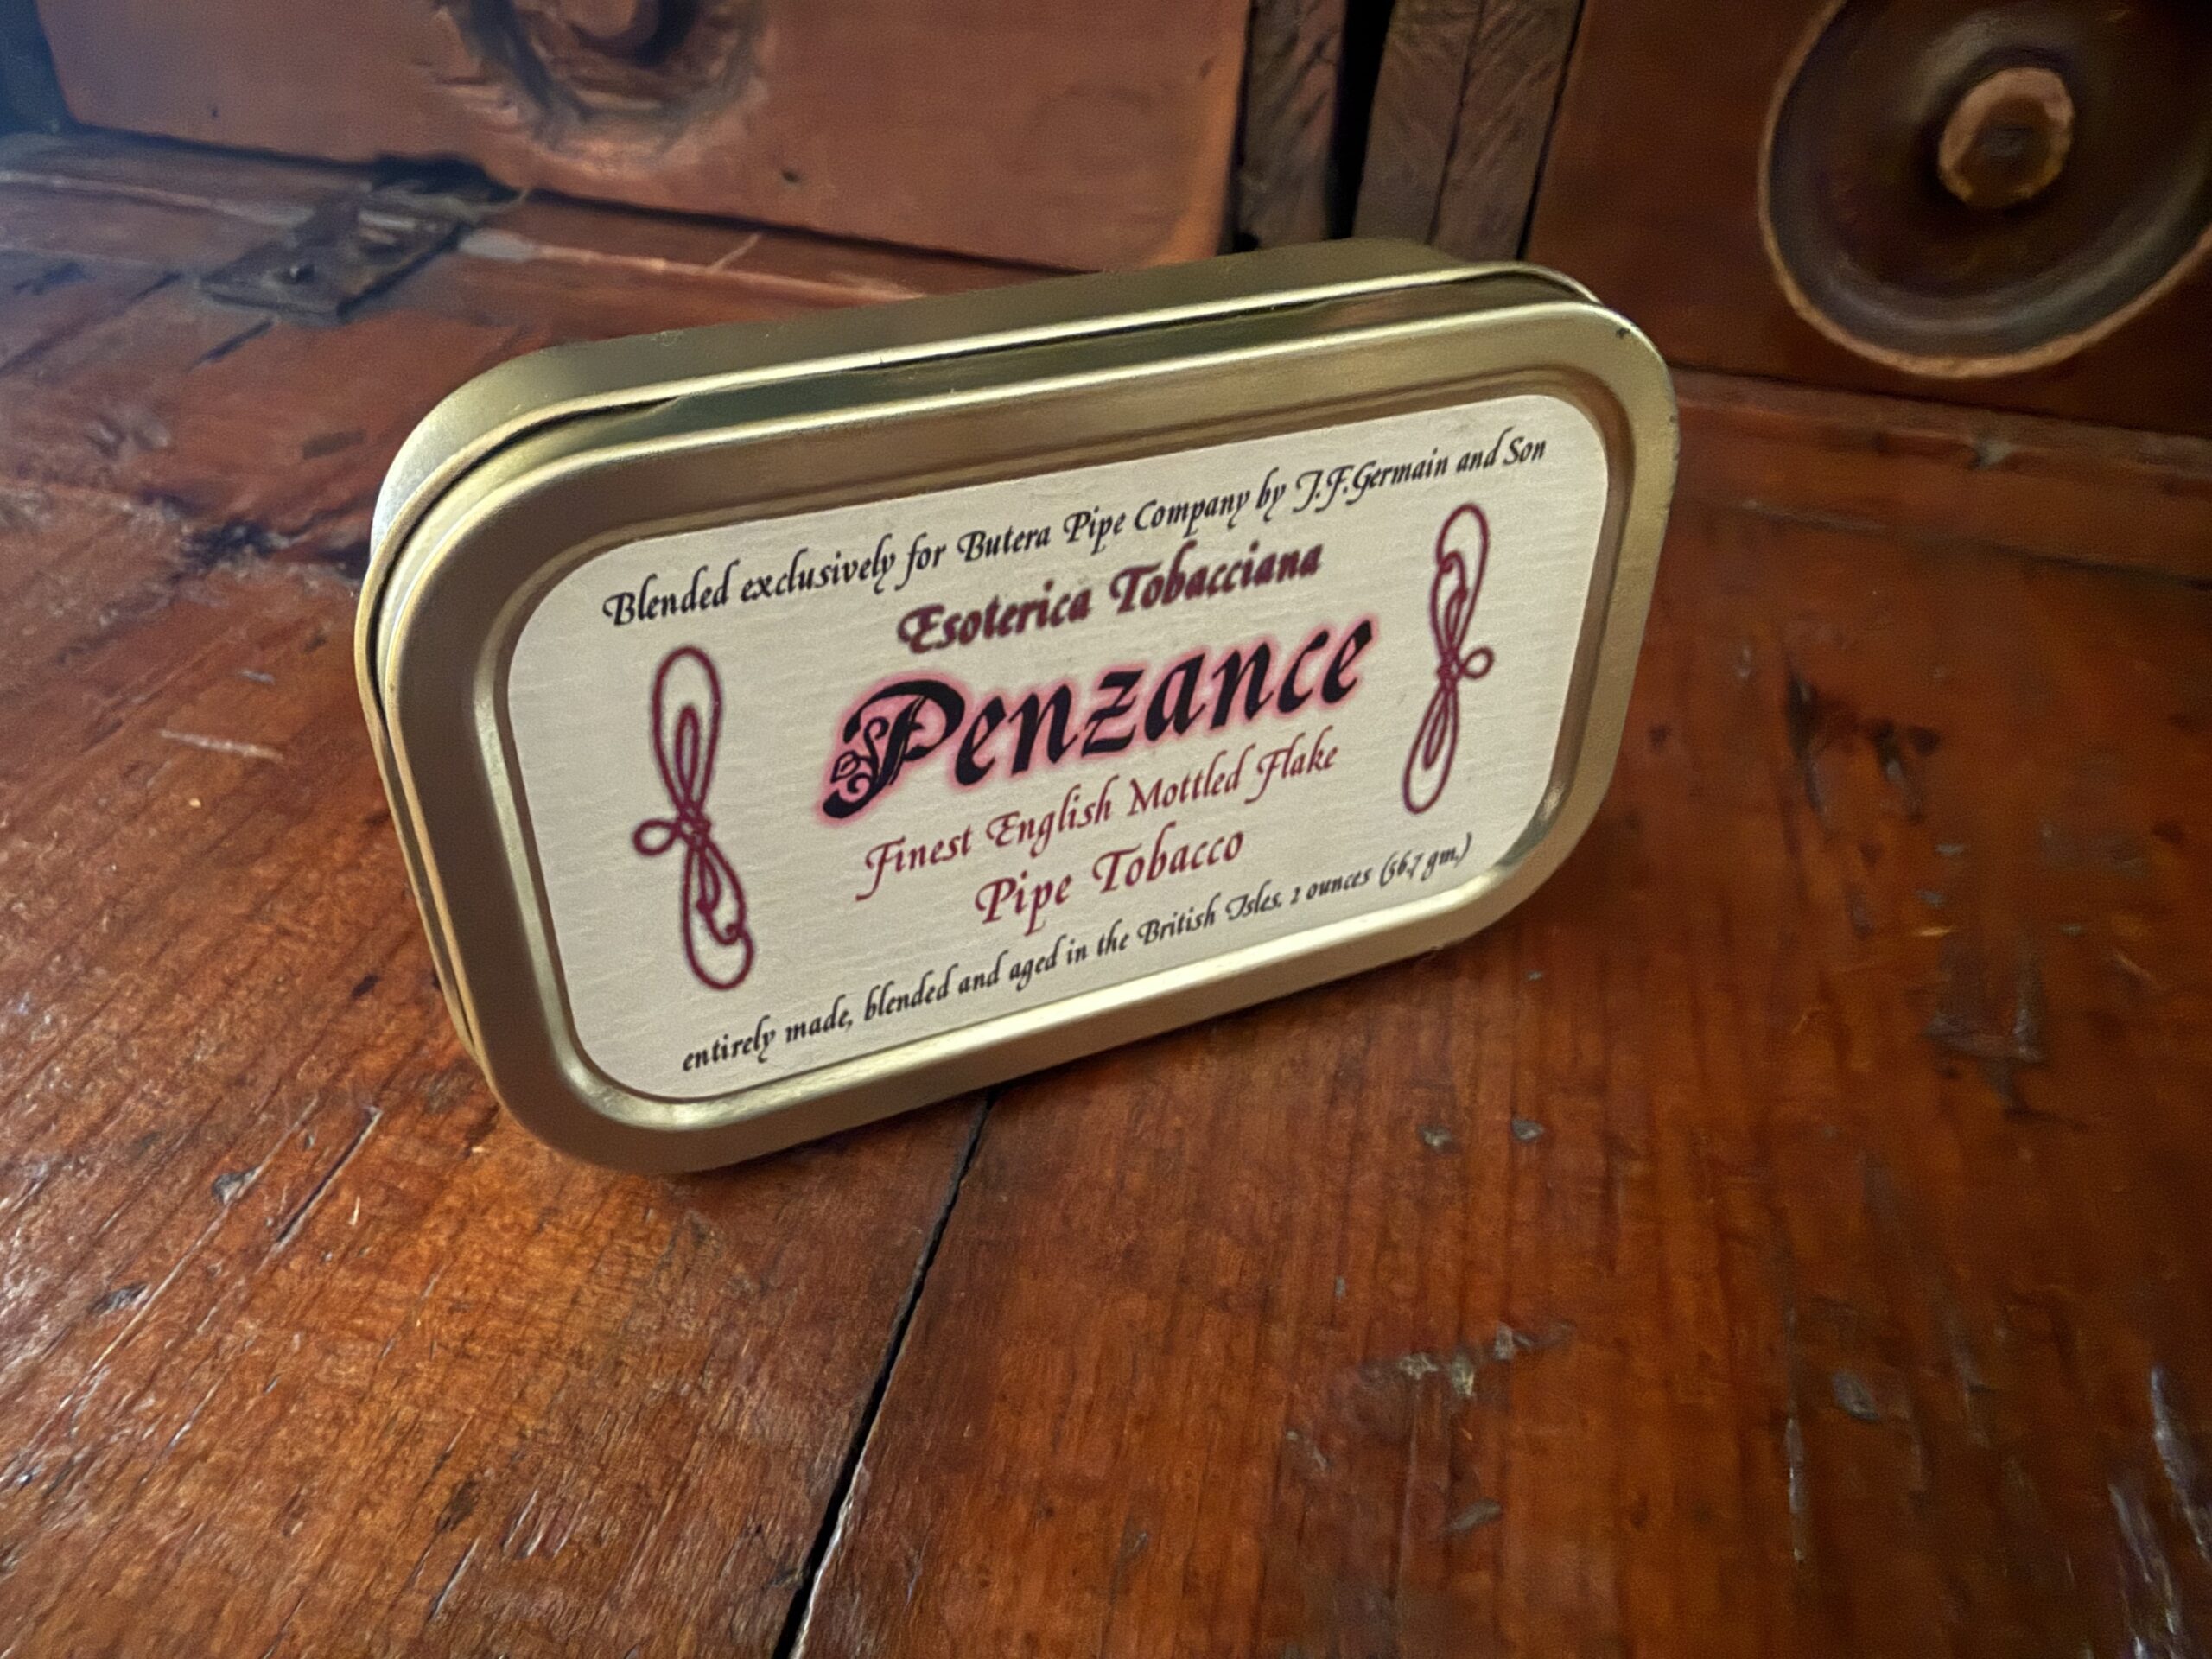 Blended exclusively for Butera Pipe Company by J.F.Germain and Son
Esoterica Tobacciana
Penzance
Finest English Mottled Flake
Pipe Tobacco
entirely made, blended and aged in the British Isles. 2 ounces (56.7 gm.)